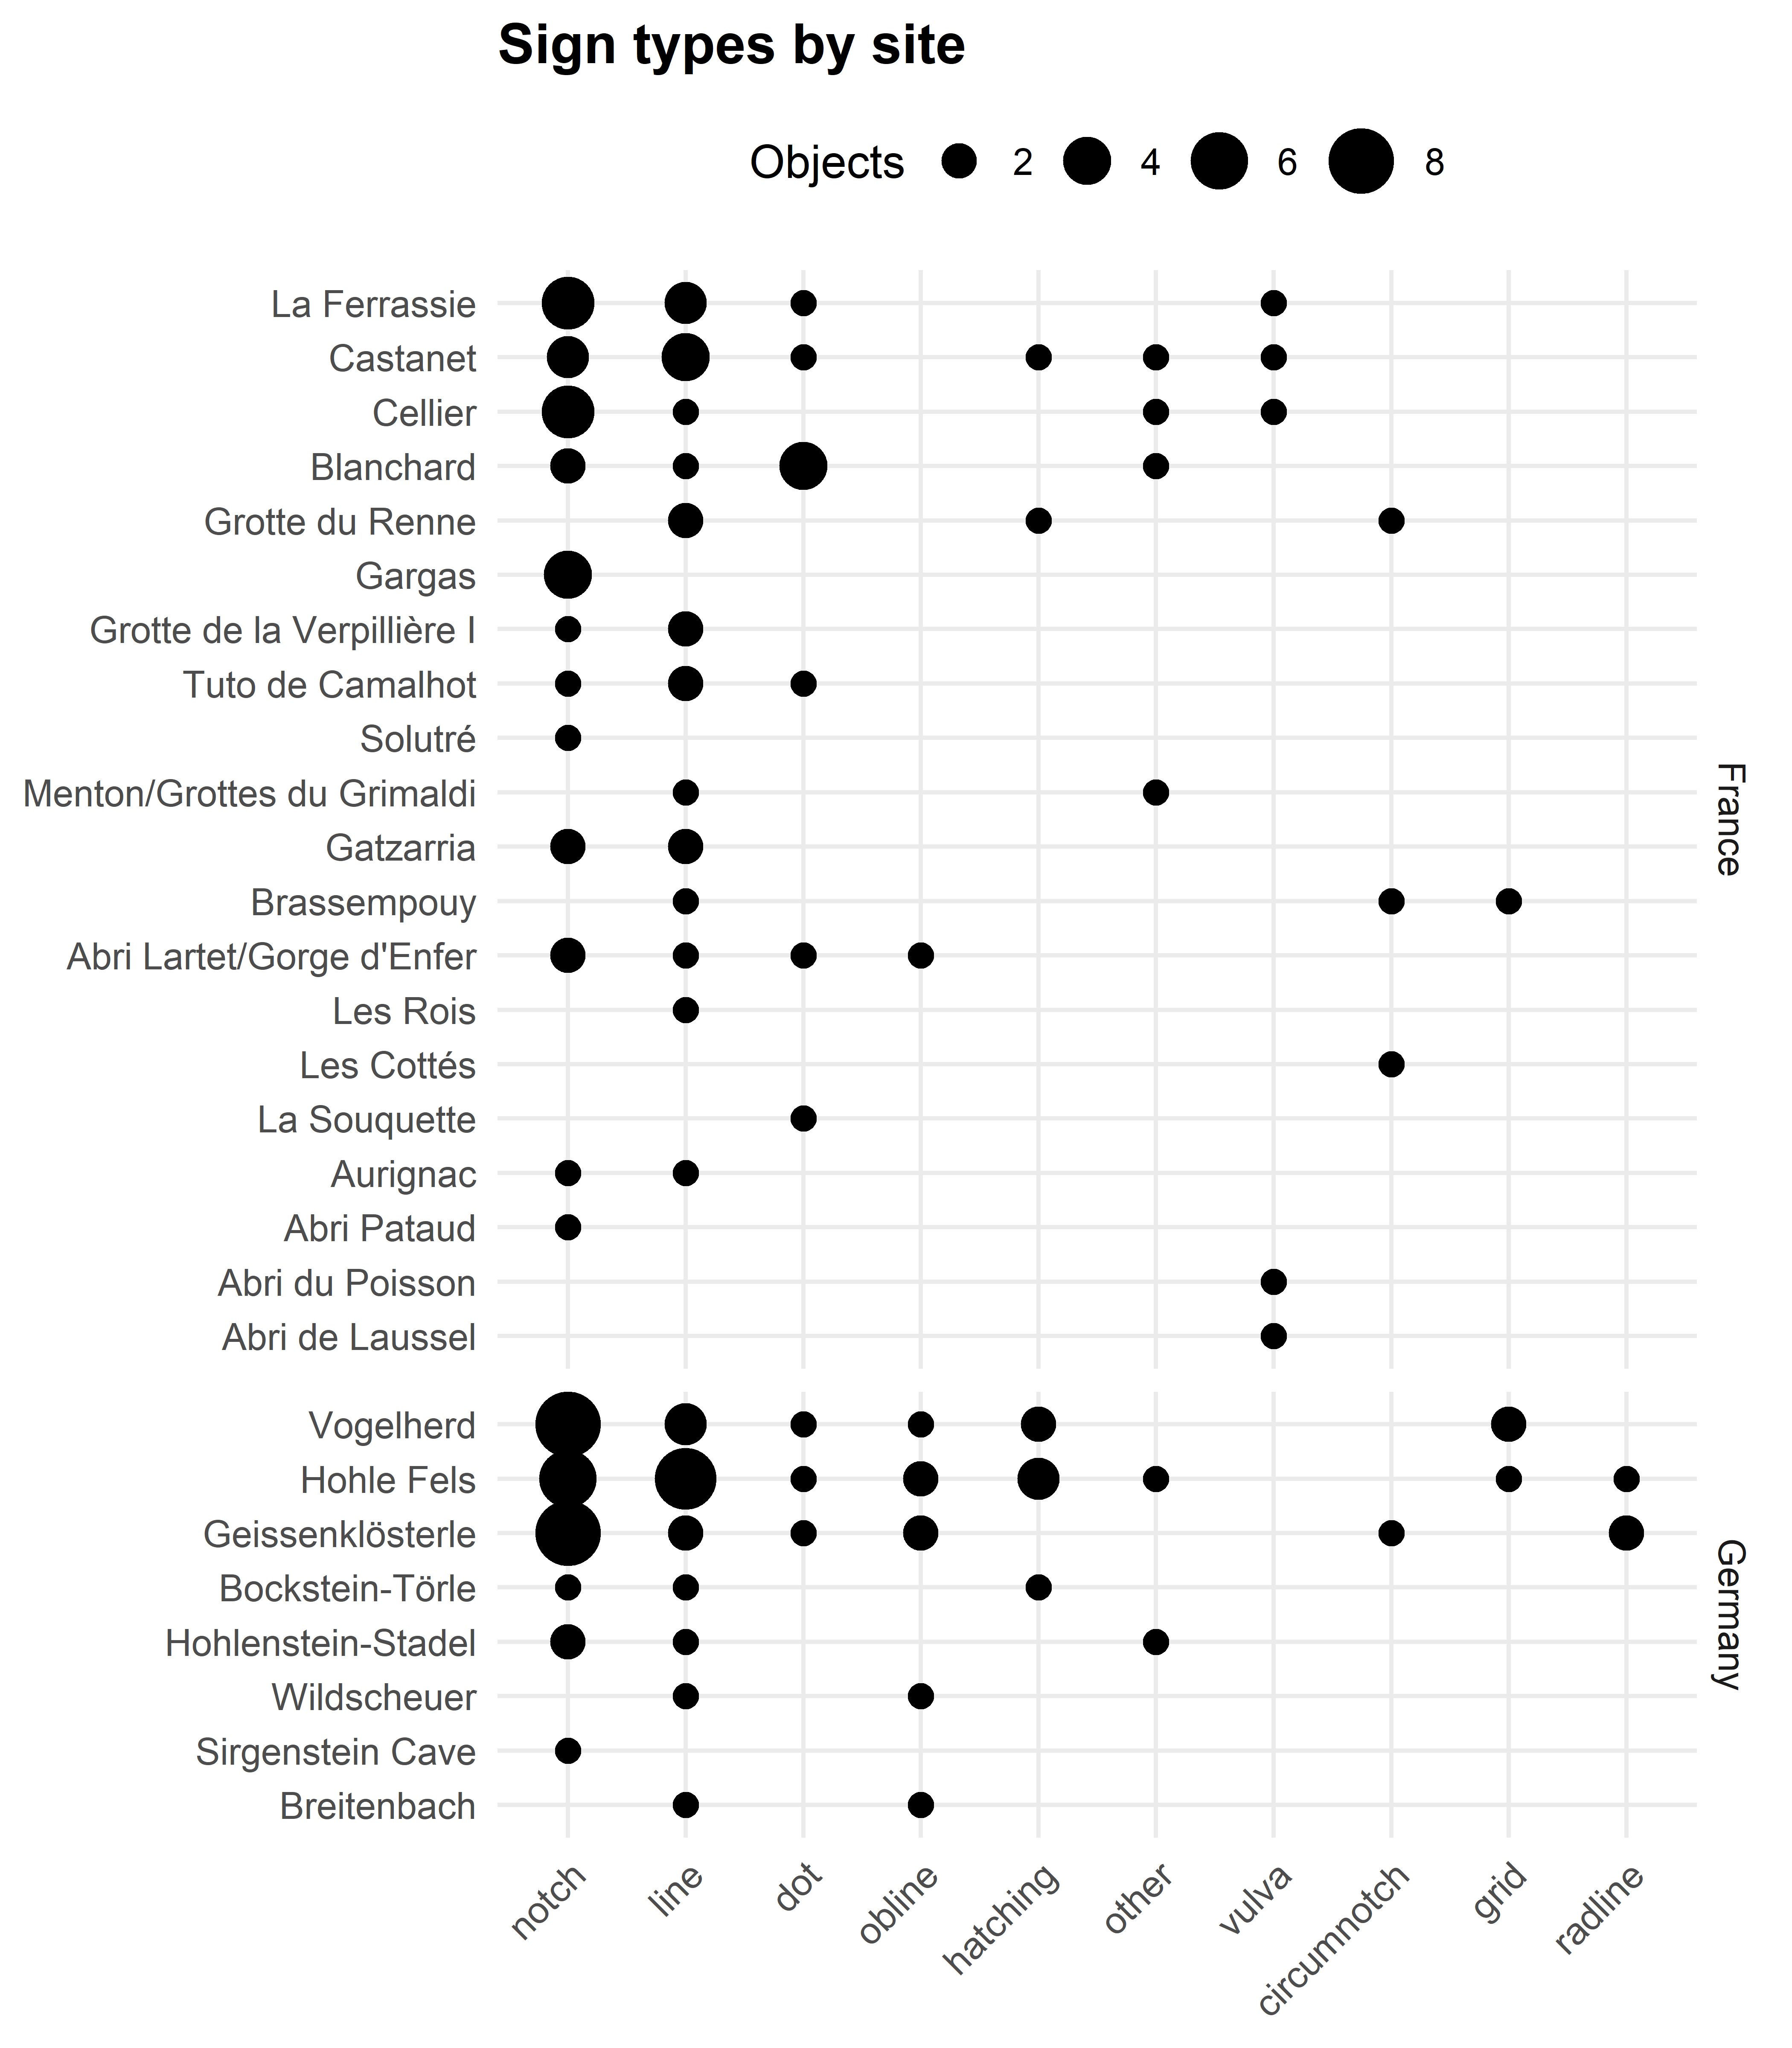 Sign types by site
Objects 2 4 6 8
La Ferrassie
Castanet
Cellier
Blanchard
Grotte du Renne
Gargas
Grotte de la Verpillière I
Tuto de Camalhot
Solutré
Menton/Grottes du Grimaldi
Gatzarria
Brassempouy
Abri Lartet/Gorge d'Enfer
Les Rois
Les Cottés
La Souquette
Aurignac
Abri Pataud
Abri du Poisson
Abri de Laussel
France
Vogelherd
Hohle Fels
Geissenklösterle
Bockstein-Törle
Hohlenstein-Stadel
Wildscheuer
Sirgenstein Cave
Breitenbach
Germany
notch line dot obline hatching other vulva circumnotch grid radline